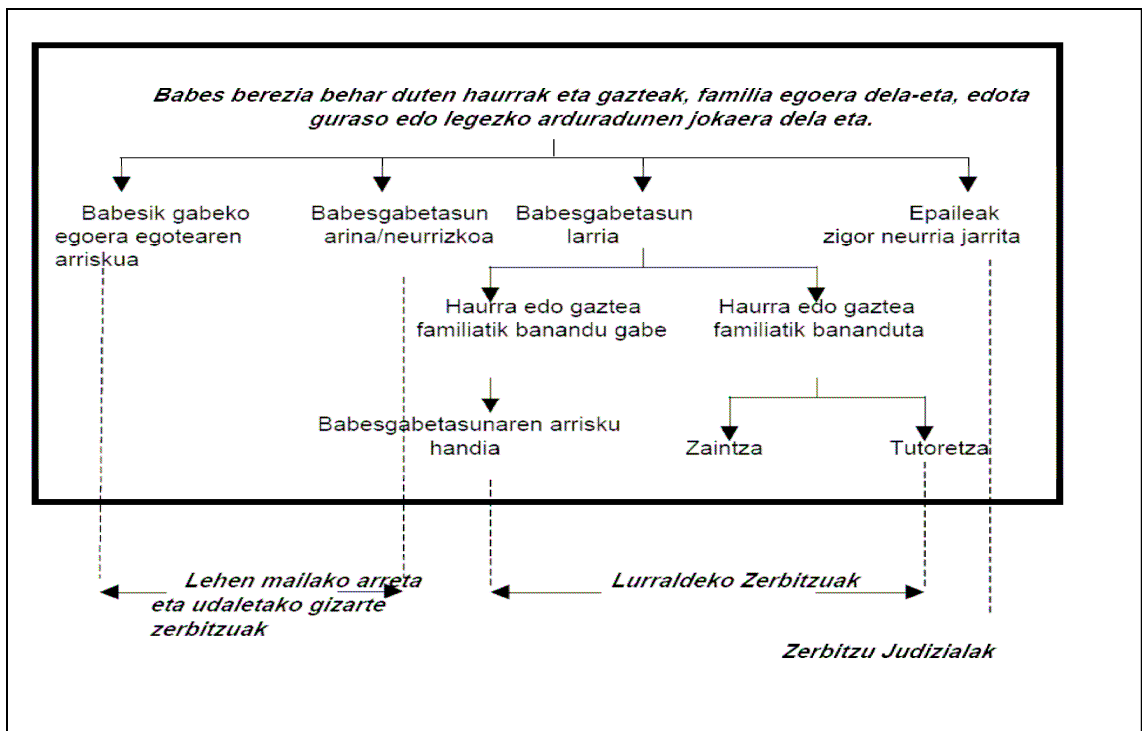 Babes berezia behar duten haurrak eta gazteak, familia egoera dela-eta, edota
guraso edo legezko arduradunen jokaera dela eta.
Babesik gabeko
egoera egotearen
arriskua
Babesgabetasun
arina/neurrizkoa
Babesgabetasun
larria
Epaileak
zigor neurria jarrita
Haurra edo gaztea
familiatik banandu gabe
Haurra edo gaztea
familiatik bananduta
Babesgabetasunaren arrisku
handia
Zaintza
Tutoretza
Lehen mailako arreta
eta udaletako gizarte
zerbitzuak
Lurraldeko Zerbitzuak
Zerbitzu Judizialak